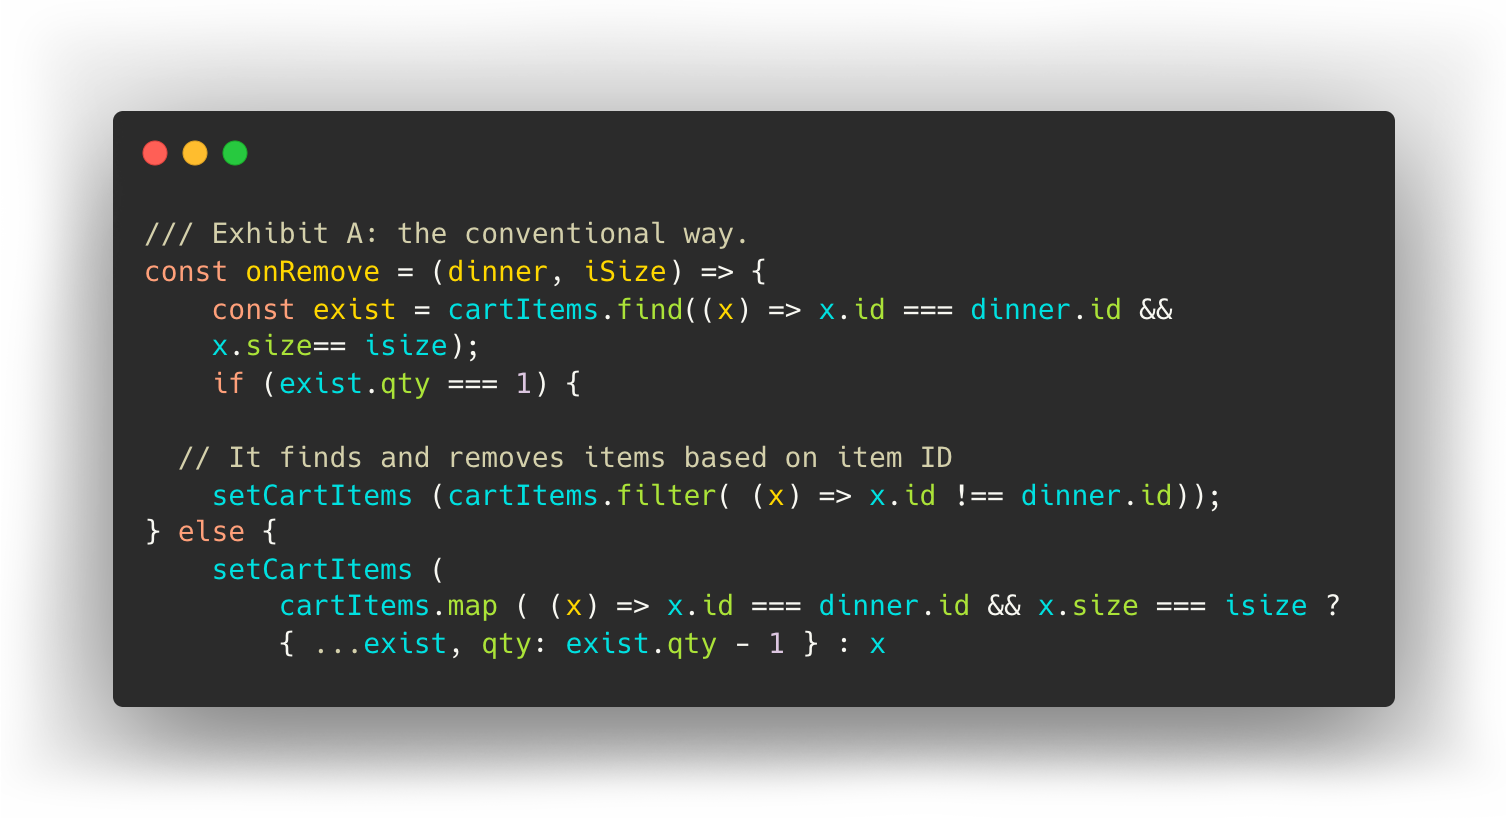 /// Exhibit A: the conventional way.
const onRemove = (dinner, iSize) => {
    const exist = cartItems.find((x) => x.id === dinner.id &&
    x.size== isize);
    if (exist.qty === 1) {

  // It finds and removes items based on item ID
    setCartItems (cartItems.filter( (x) => x.id !== dinner.id));
} else {
    setCartItems (
        cartItems.map ( (x) => x.id === dinner.id && x.size === isize ?
        { ...exist, qty: exist.qty - 1 } : x